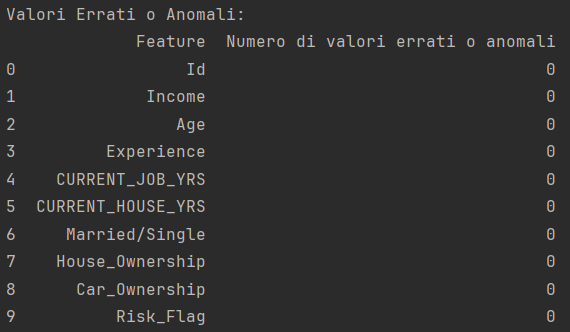 Valori Errati o Anomali:
Feature Numero di valori errati o anomali
0 Id 0
1 Income 0
2 Age 0
3 Experience 0
4 CURRENT_JOB_YRS 0
5 CURRENT_HOUSE_YRS 0
6 Married/Single 0
7 House_Ownership 0
8 Car_Ownership 0
9 Risk_Flag 0